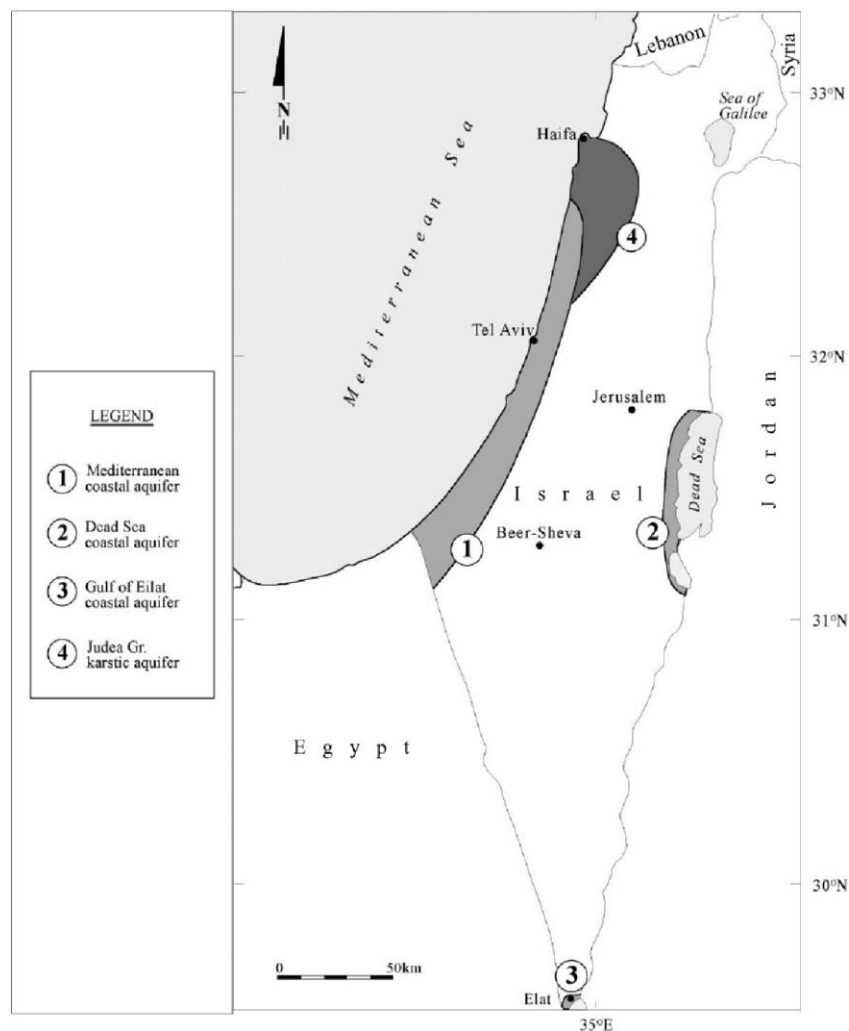 Lebanon
Syria
33°N
Sea of
Galilee
N
Haifa
Mediterranean Sea
4
Tel Aviv
32°N
Jerusalem
Jordan
Dead Sea
Israel
2
Beer-Sheva
1
31°N
LEGEND
1 Mediterranean
coastal aquifer
2 Dead Sea
coastal aquifer
3 Gulf of Eilat
coastal aquifer
4 Judea Gr.
karstic aquifer
Egypt
30°N
0 50km
3
Elat
35°E